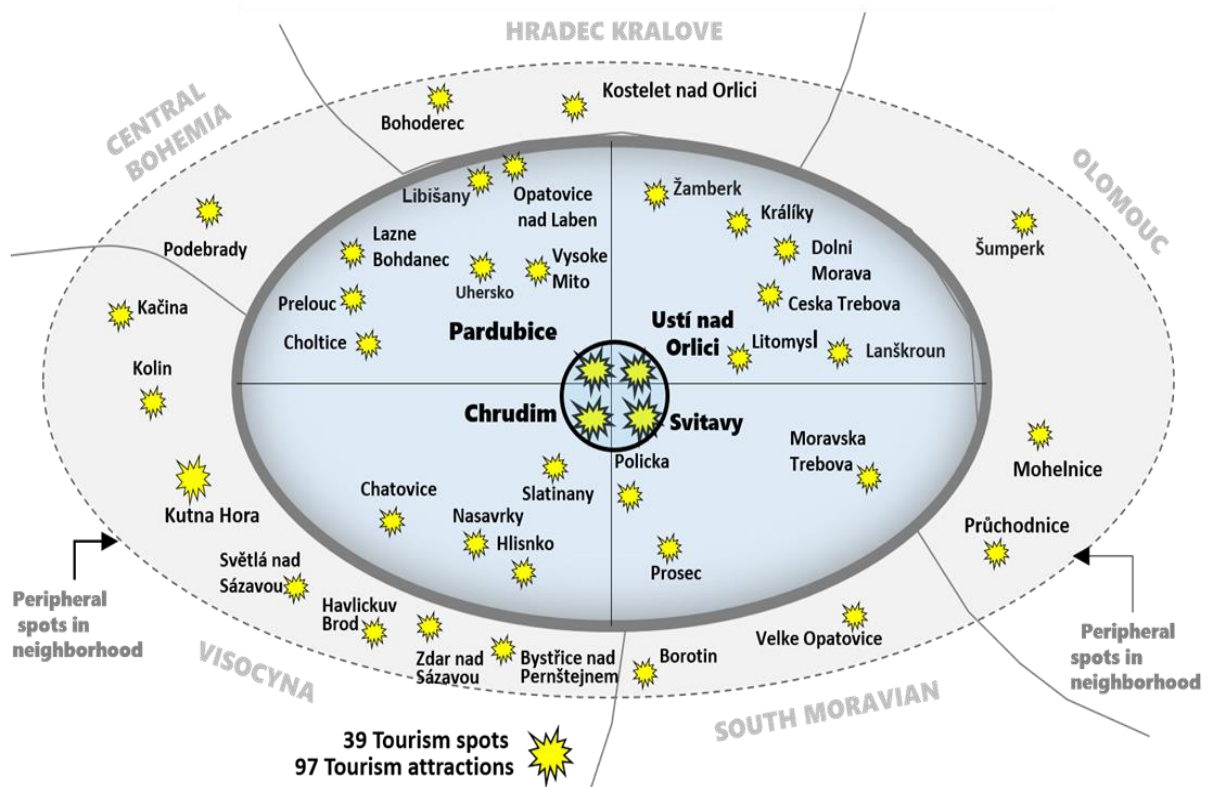 HRADEC KRALOVE
CENTRAL
BOHEMIA
OLOMOUC
Kostelet nad Orlici
Bohoderec
Libišany
Opatovice
nad Laben
Žamberk
Králíky
Podebrady
Lazne
Bohdanec
Uhersko
Vysoke
Mito
Dolni
Morava
Šumperk
Kačina
Prelouc
Ceska Trebova
Choltice
Pardubice
Ustí nad
Orlici
Litomysl
Lanškroun
Kolin
Chrudim
Svitavy
Moravska
Trebova
Mohelnice
Policka
Slatinany
Chatovice
Kutna Hora
Nasavrky
Hlisnko
Prosec
Průchodnice
Světlá nad
Sázavou
Peripheral
spots in
neighborhood
Havlickuv
Brod
Zdar nad
Sázavou
Bystřice nad
Pernštejnem
Borotin
Velke Opatovice
Peripheral
spots in
neighborhood
VISOCYNA
SOUTH MORAVIAN
39 Tourism spots
97 Tourism attractions